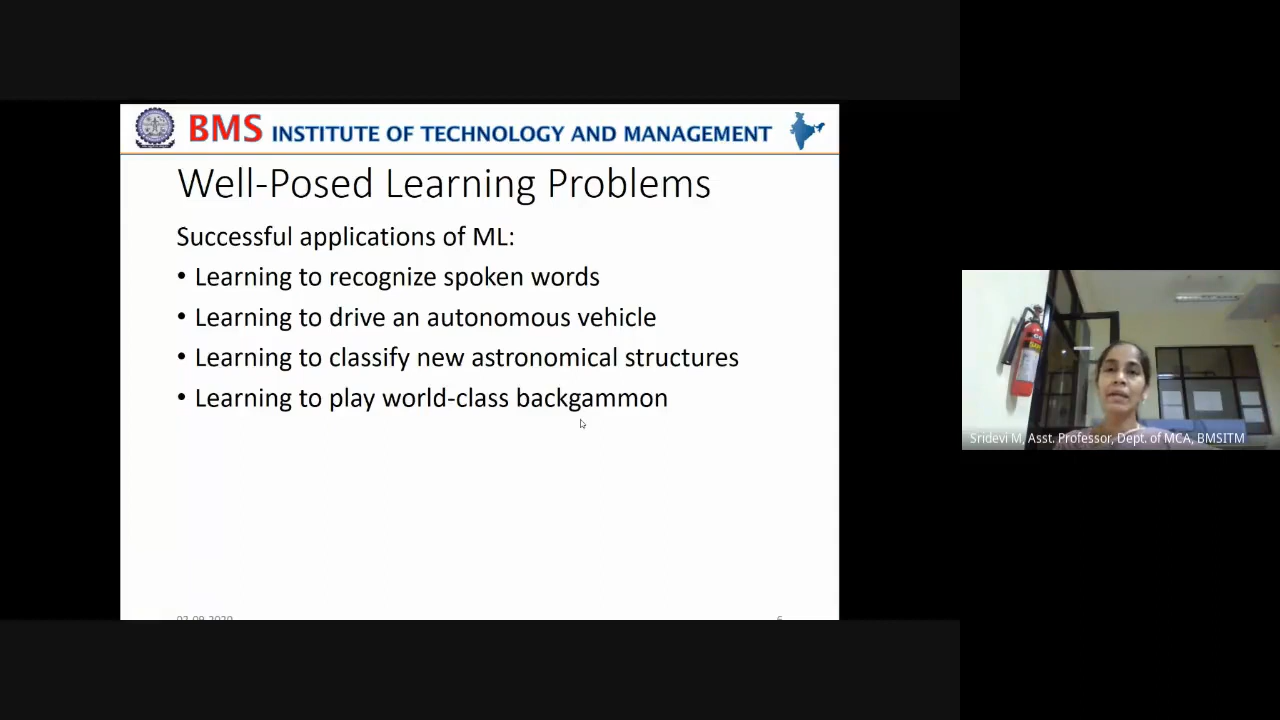 BMS INSTITUTE OF TECHNOLOGY AND MANAGEMENT
Well-Posed Learning Problems
Successful applications of ML:
• Learning to recognize spoken words
• Learning to drive an autonomous vehicle
• Learning to classify new astronomical structures
• Learning to play world-class backgammon
Sridevi M, Asst. Professor, Dept. of MCA, BMSITM